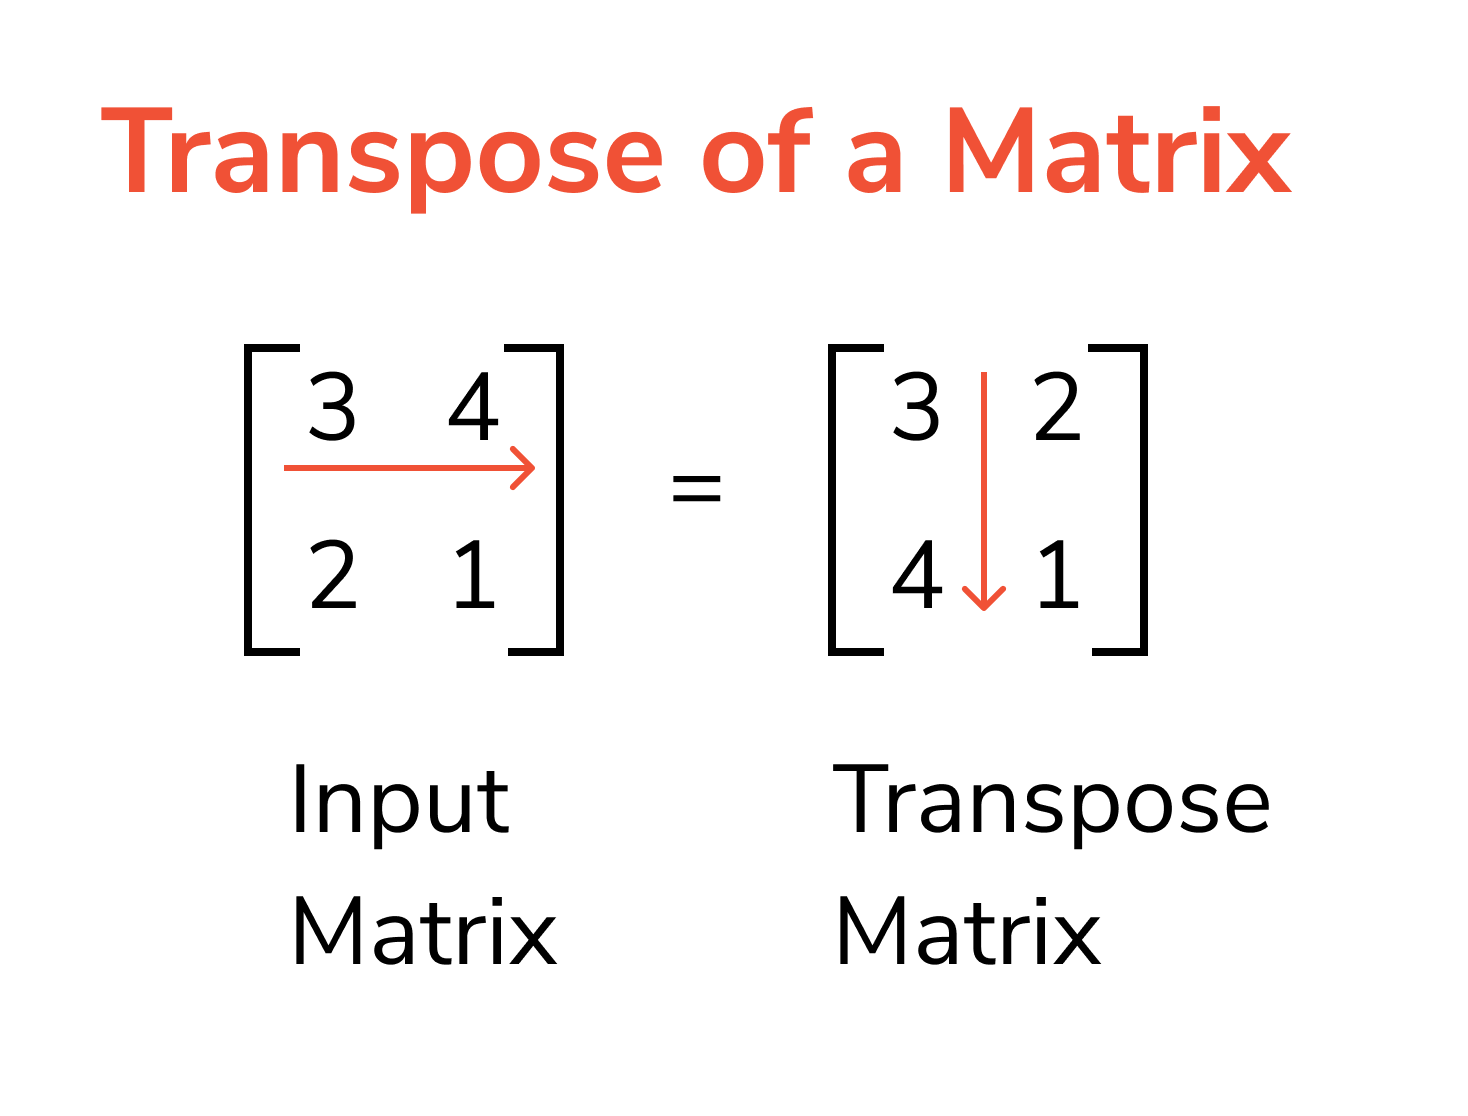 Transpose of a Matrix
3 4 3 2
=
2 1 4 1
Input Transpose
Matrix Matrix